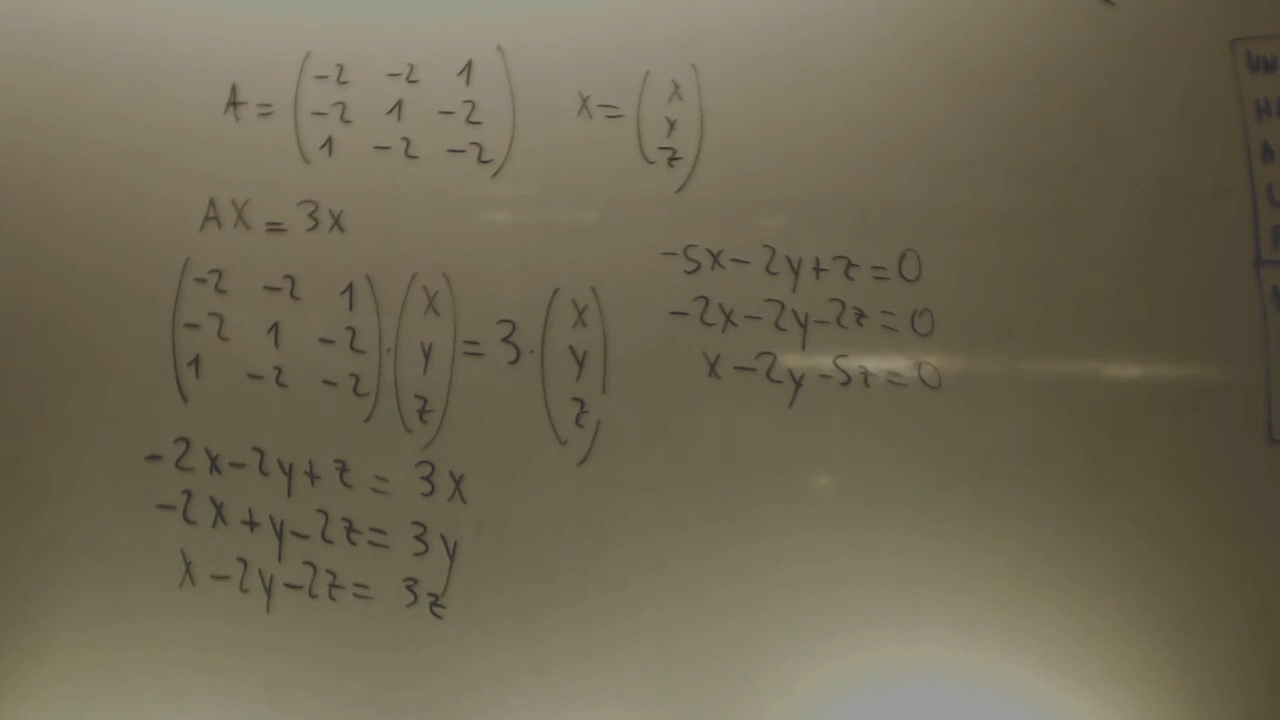 A = (-2 -2 1
-2 1 -2
1 -2 -2) X = (x
y
z)
AX = 3x
(-2 -2 1
-2 1 -2
1 -2 -2) · (x
y
z) = 3 · (x
y
z)
-2x-2y+z = 3x
-2x+y-2z = 3y
x-2y-2z = 3z
-5x-2y+z=0
-2x-2y-2z=0
x-2y-5z=0
UN
A